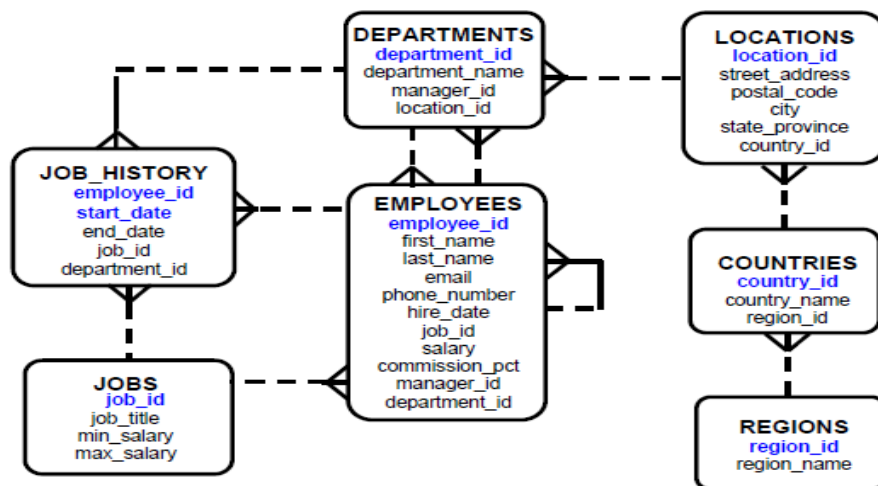 DEPARTMENTS
department_id
department_name
manager_id
location_id
LOCATIONS
location_id
street_address
postal_code
city
state_province
country_id
JOB_HISTORY
employee_id
start_date
end_date
job_id
department_id
EMPLOYEES
employee_id
first_name
last_name
email
phone_number
hire_date
job_id
salary
commission_pct
manager_id
department_id
COUNTRIES
country_id
country_name
region_id
JOBS
job_id
job_title
min_salary
max_salary
REGIONS
region_id
region_name